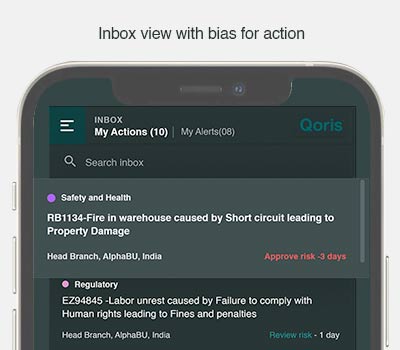 Inbox view with bias for action
INBOX
My Actions (10) | My Alerts(08)
Qoris
Search inbox
Safety and Health
RB1134-Fire in warehouse caused by Short circuit leading to
Property Damage
Head Branch, AlphaBU, India
Approve risk -3 days
Regulatory
EZ94845 -Labor unrest caused by Failure to comply with
Human rights leading to Fines and penalties
Head Branch, AlphaBU, India
Review risk - 1 day